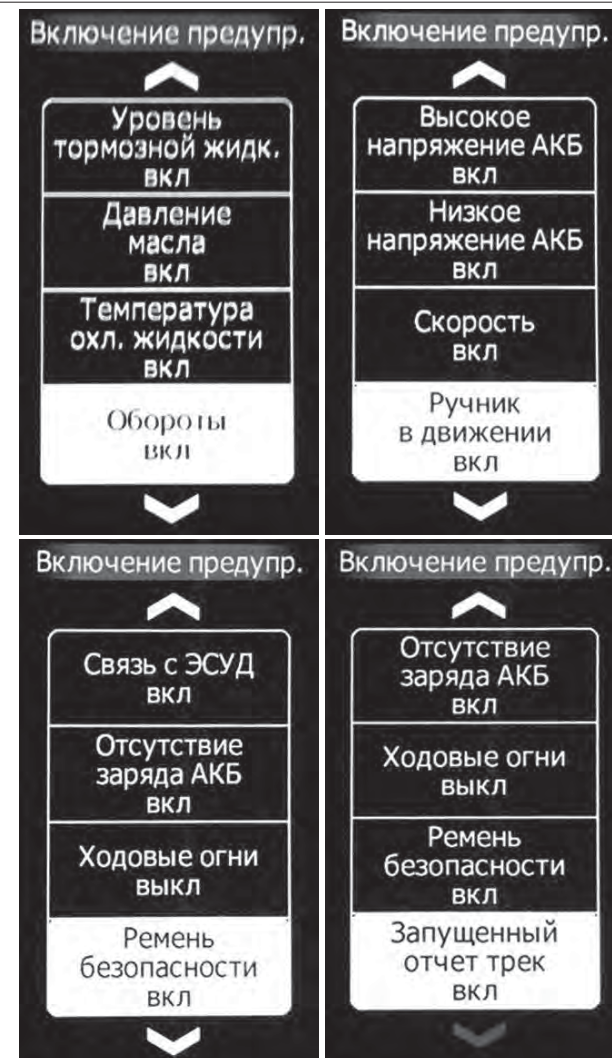 Включение предупр.
Уровень
тормозной жидк.
вкл
Давление
масла
вкл
Температура
охл. жидкости
вкл
Обороты
вкл
Включение предупр.
Высокое
напряжение АКБ
вкл
Низкое
напряжение АКБ
вкл
Скорость
вкл
Ручник
в движении
вкл
Включение предупр.
Связь с ЭСУД
вкл
Отсутствие
заряда АКБ
вкл
Ходовые огни
выкл
Ремень
безопасности
вкл
Включение предупр.
Отсутствие
заряда АКБ
вкл
Ходовые огни
выкл
Ремень
безопасности
вкл
Запущенный
отчет трек
вкл